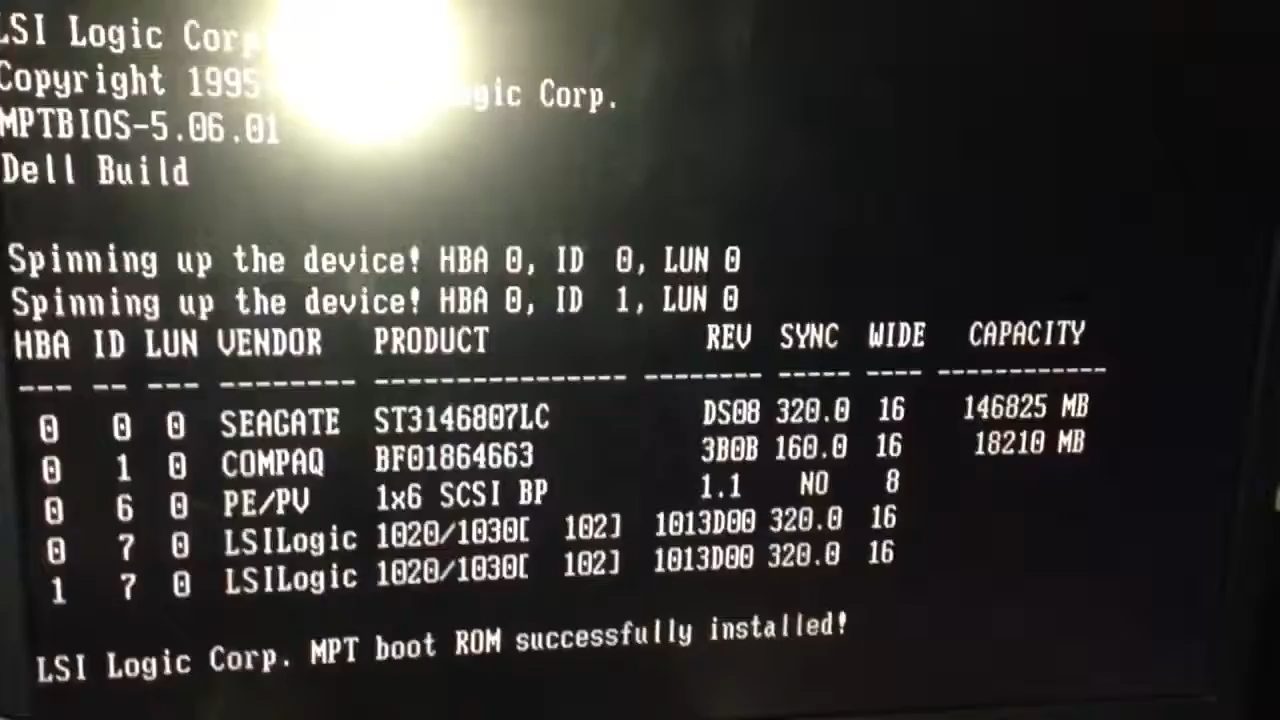 LSI Logic Corp
Copyright 1995 Logic Corp.
MPTBIOS-5.06.01
Dell Build
Spinning up the device! HBA 0, ID 0, LUN 0
Spinning up the device! HBA 0, ID 1, LUN 0
HBA ID LUN VENDOR PRODUCT REV SYNC WIDE CAPACITY
--- -- --- -------- ---------------- -------- ----- ---- ------------
0 0 0 SEAGATE ST3146807LC DS08 320.0 16 146825 MB
0 1 0 COMPAQ BF01864663 3B0B 160.0 16 18210 MB
0 6 0 PE/PV 1x6 SCSI BP 1.1 NO 8
0 7 0 LSILogic 1020/1030[ 102] 1013D00 320.0 16
1 7 0 LSILogic 1020/1030[ 102] 1013D00 320.0 16
LSI Logic Corp. MPT boot ROM successfully installed!